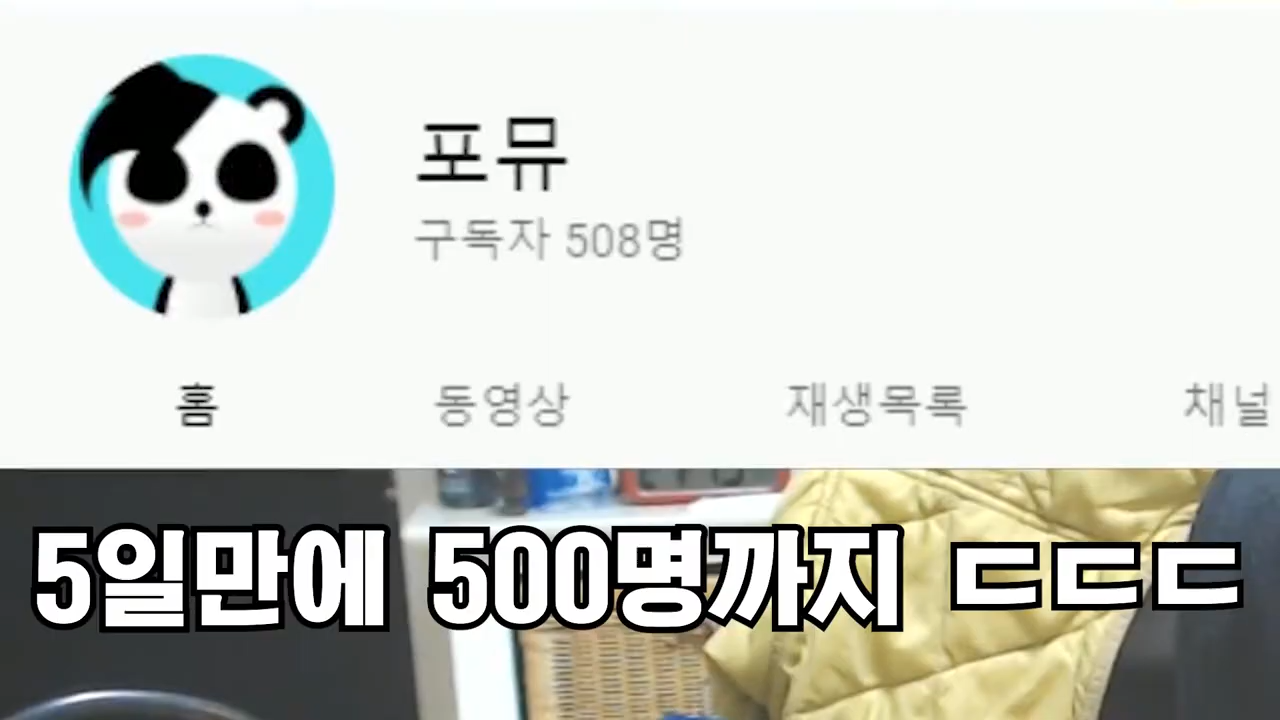 포뮤
구독자 508명
홈 동영상 재생목록 채널
5일만에 500명까지 ㄷㄷㄷ